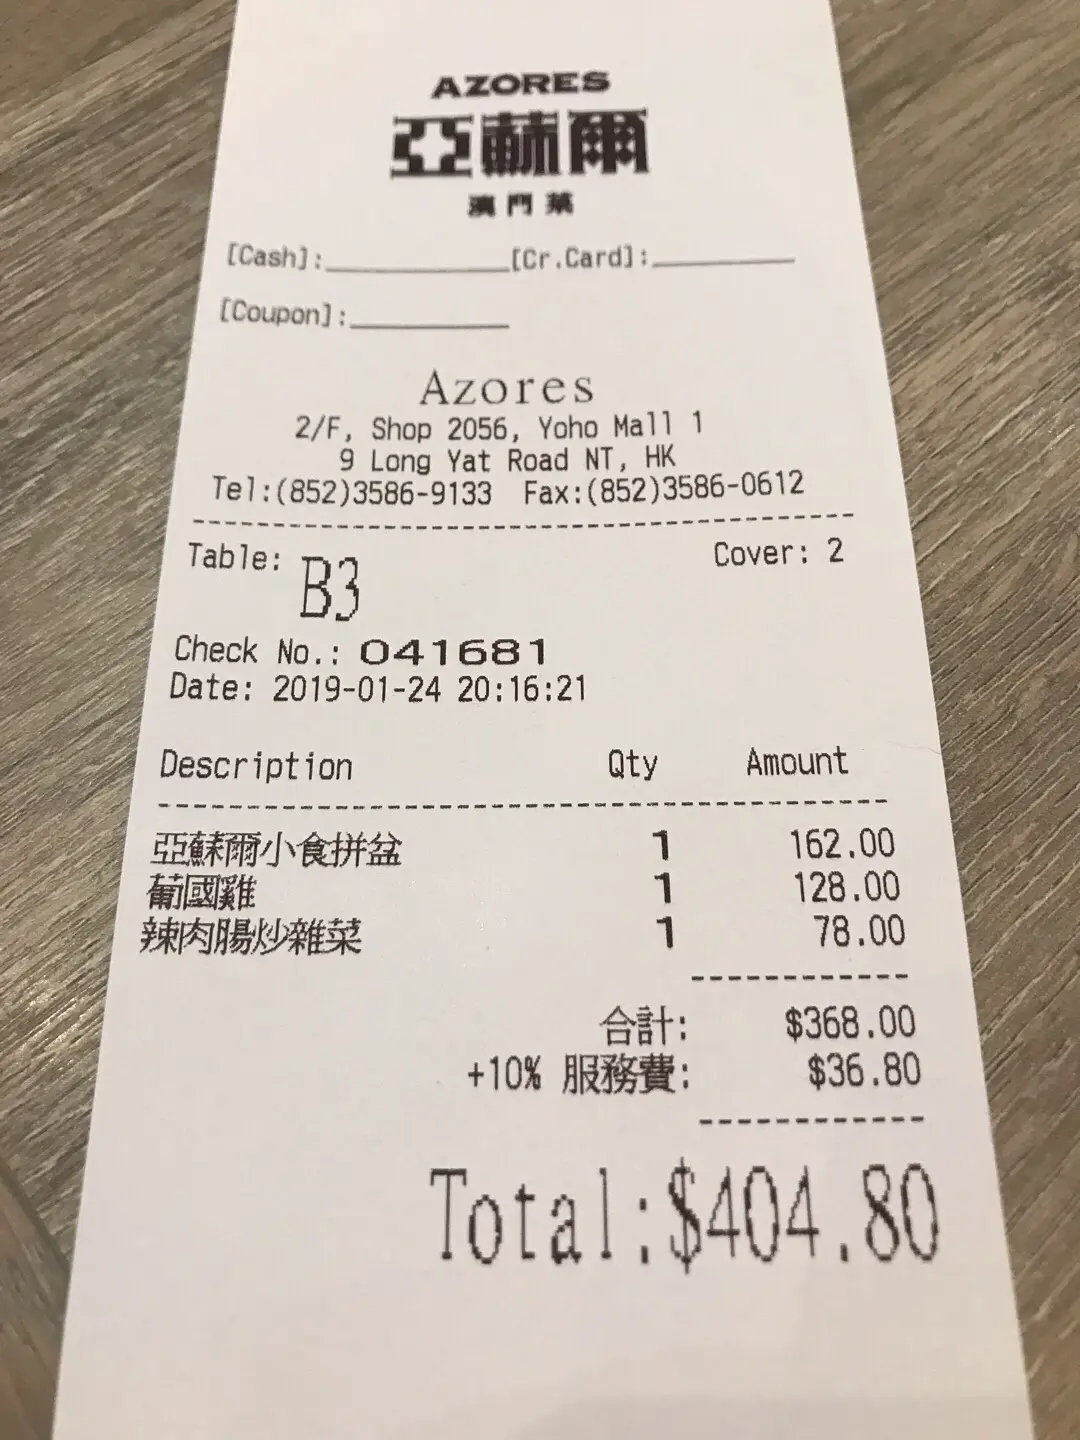 AZORES
亞蘇爾
澳門菜
[Cash]:__________[Cr.Card]:________
[Coupon]:_________
Azores
2/F, Shop 2056, Yoho Mall 1
9 Long Yat Road NT, HK
Tel:(852)3586-9133 Fax:(852)3586-0612
Table: B3 Cover: 2
Check No.: 041681
Date: 2019-01-24 20:16:21
Description Qty Amount
亞蘇爾小食拼盆 1 162.00
葡國雞 1 128.00
辣肉腸炒雜菜 1 78.00
合計: $368.00
+10% 服務費: $36.80
Total:$404.80